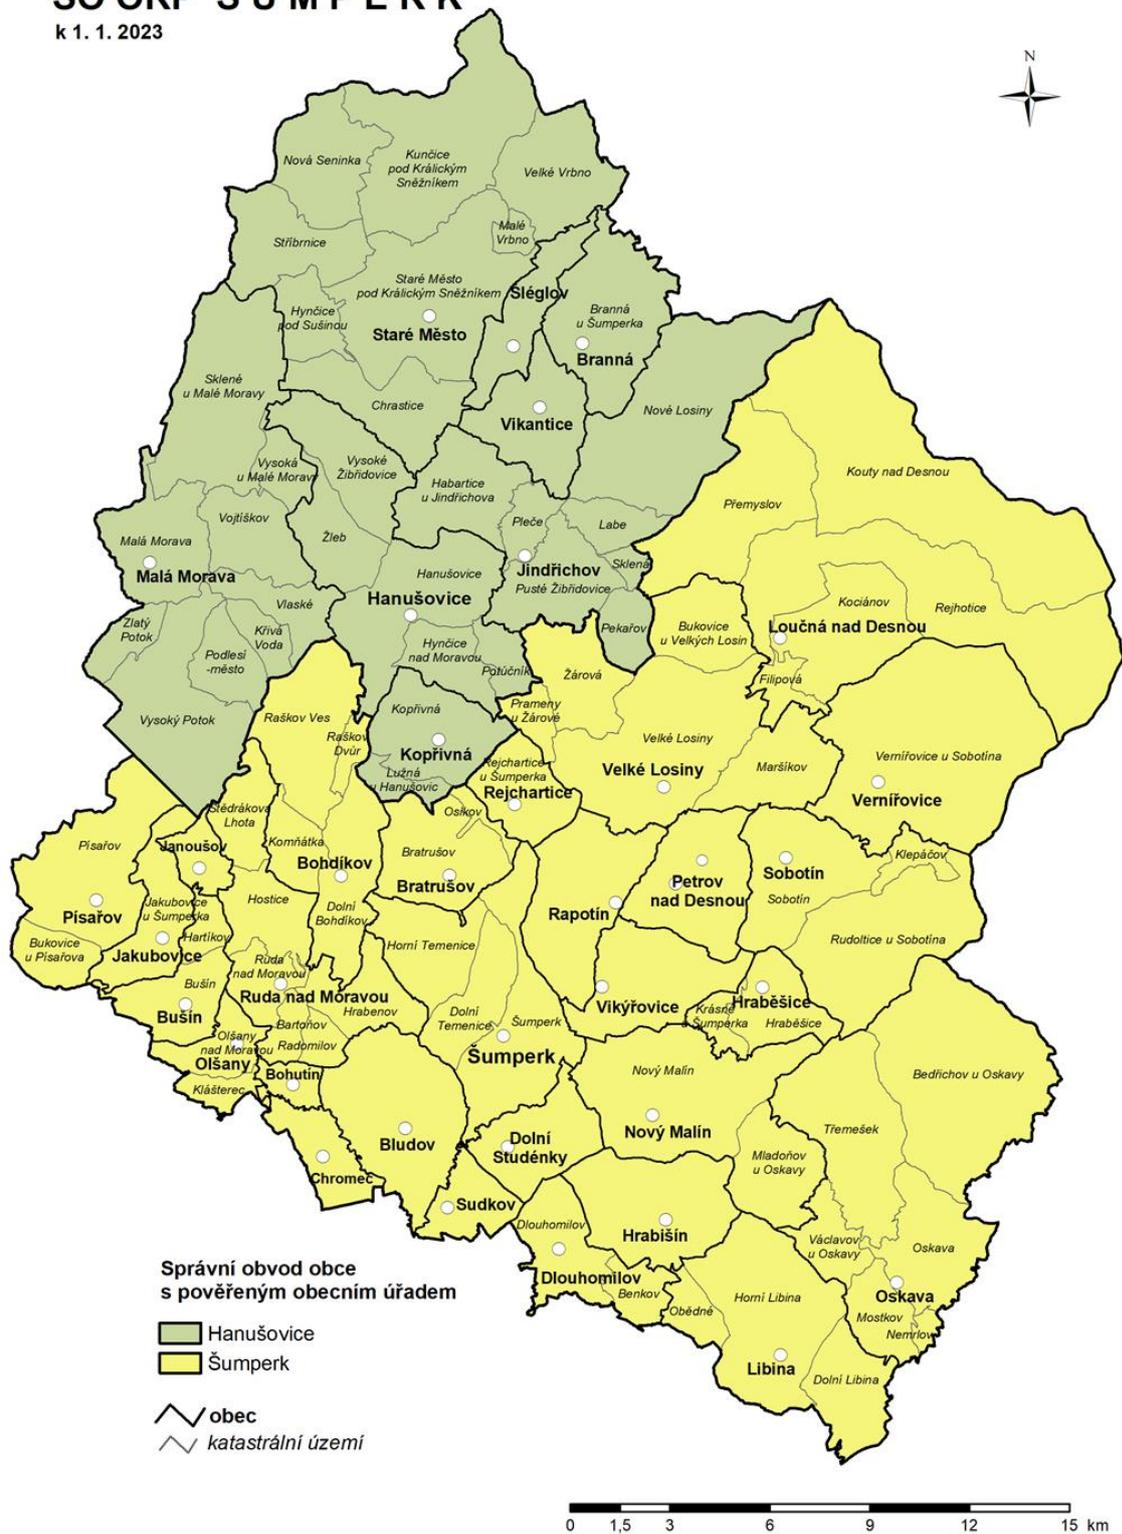 SO ORP ŠUMPERK
k 1. 1. 2023
N
Nová Seninka
Kunčice
pod Králickým
Sněžníkem
Velké Vrbno
Malé
Vrbno
Stříbrnice
Staré Město
pod Králickým Sněžníkem
Šléglov
Hynčice
pod Sušinou
Staré Město
Branná
u Šumperka
Branná
Sklené
u Malé Moravy
Chrastice
Vikantice
Nové Losiny
Vysoká
u Malé Moravy
Vysoké
Žibřidovice
Habartice
u Jindřichova
Kouty nad Desnou
Přemyslov
Vojtíškov
Pleče
Labe
Malá Morava
Žleb
Malá Morava
Hanušovice
Jindřichov
Sklená
Pusté Žibřidovice
Hanušovice
Vlaské
Kociánov
Rejhotice
Zlatý
Potok
Křivá
Voda
Pekařov
Bukovice
u Velkých Losin
Loučná nad Desnou
Hynčice
nad Moravou
Podlesí
-město
Potůčník
Žárová
Filipová
Vysoký Potok
Raškov Ves
Kopřivná
Prameny
u Žárové
Raškov
Dvůr
Velké Losiny
Kopřivná
Maršíkov
Vernířovice u Sobotína
Lužná
u Hanušovic
Rejchartice
u Šumperka
Velké Losiny
Rejchartice
Vernířovice
Štědrákova
Lhota
Osikov
Písařov
Janoušov
Komňátka
Bratrušov
Klepáčov
Bohdíkov
Bratrušov
Petrov
nad Desnou
Sobotín
Sobotín
Písařov
Jakubovice
u Šumperka
Hostice
Dolní
Bohdíkov
Rapotín
Bukovice
u Písařova
Jakubovice
Hartíkov
Horní Temenice
Rudoltice u Sobotína
Ruda
nad Moravou
Bušín
Ruda nad Moravou
Hrabenov
Vikýřovice
Hraběšice
Krásné
u Šumperka
Hraběšice
Bušín
Bartoňov
Dolní
Temenice
Šumperk
Olšany
nad Moravou
Radomilov
Šumperk
Olšany
Bohutín
Klášterec
Nový Malín
Bedřichov u Oskavy
Bludov
Dolní
Studénky
Nový Malín
Třemešek
Mladoňov
u Oskavy
Chromeč
Sudkov
Dlouhomilov
Hrabišín
Václavov
u Oskavy
Oskava
Dlouhomilov
Benkov
Obědné
Horní Libina
Oskava
Mostkov
Nemrlov
Libina
Dolní Libina
Správní obvod obce
s pověřeným obecním úřadem
Hanušovice
Šumperk
obec
katastrální území
0 1,5 3 6 9 12 15 km